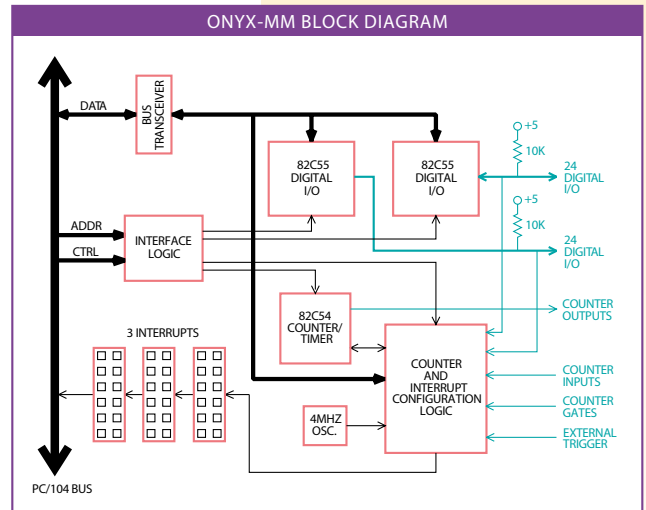 ONYX-MM BLOCK DIAGRAM
DATA
BUS
TRANSCEIVER
82C55
DIGITAL
I/O
82C55
DIGITAL
I/O
+5
10K
24
DIGITAL
I/O
+5
10K
24
DIGITAL
I/O
ADDR
CTRL
INTERFACE
LOGIC
82C54
COUNTER/
TIMER
COUNTER
OUTPUTS
3 INTERRUPTS
COUNTER
AND
INTERRUPT
CONFIGURATION
LOGIC
COUNTER
INPUTS
COUNTER
GATES
EXTERNAL
TRIGGER
4MHZ
OSC.
PC/104 BUS